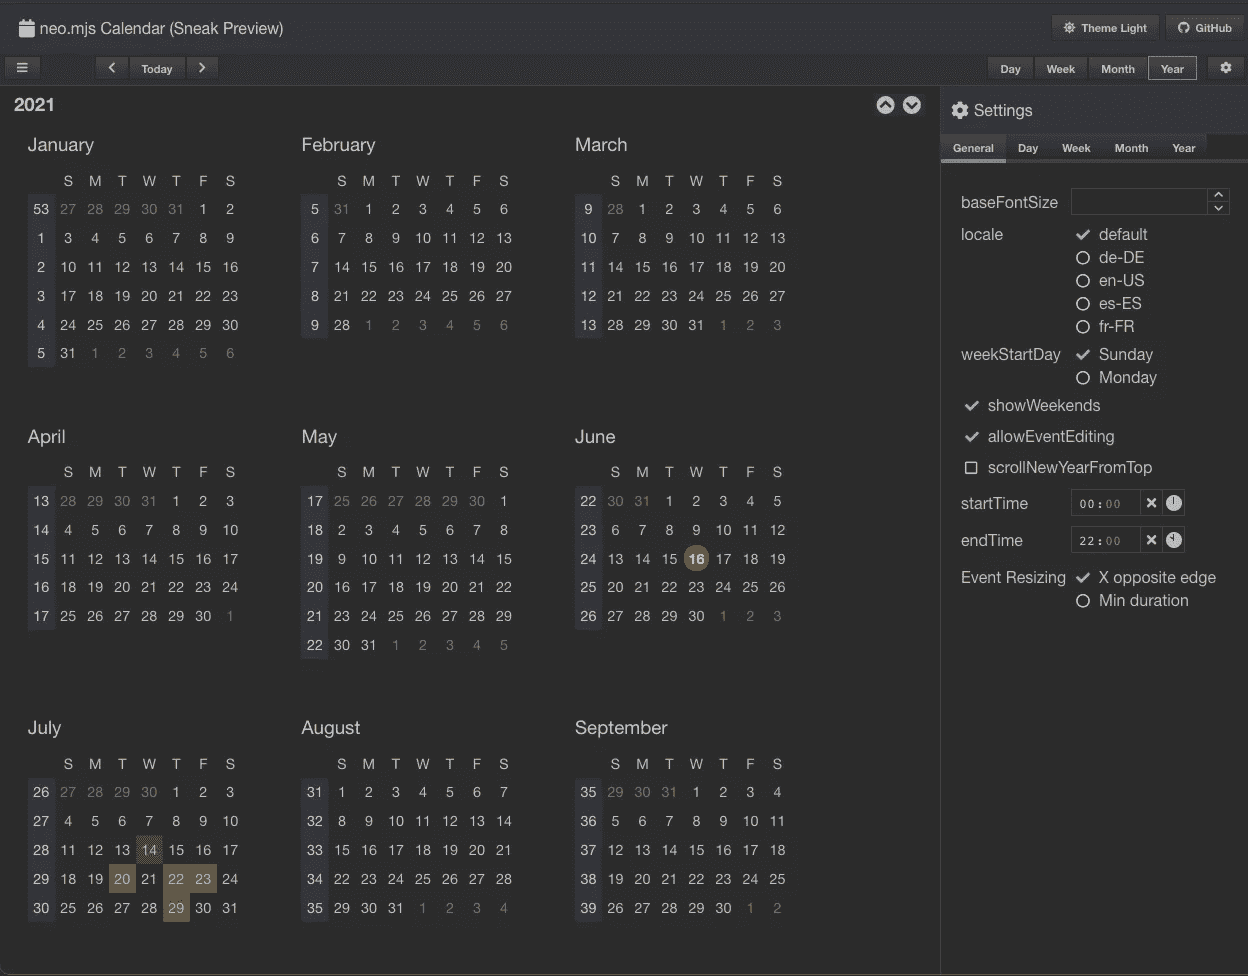 neo.mjs Calendar (Sneak Preview)
Theme Light
GitHub
Today
Day Week Month Year
2021
January
S M T W T F S
53 27 28 29 30 31 1 2
1 3 4 5 6 7 8 9
2 10 11 12 13 14 15 16
3 17 18 19 20 21 22 23
4 24 25 26 27 28 29 30
5 31 1 2 3 4 5 6
February
S M T W T F S
5 31 1 2 3 4 5 6
6 7 8 9 10 11 12 13
7 14 15 16 17 18 19 20
8 21 22 23 24 25 26 27
9 28 1 2 3 4 5 6
March
S M T W T F S
9 28 1 2 3 4 5 6
10 7 8 9 10 11 12 13
11 14 15 16 17 18 19 20
12 21 22 23 24 25 26 27
13 28 29 30 31 1 2 3
April
S M T W T F S
13 28 29 30 31 1 2 3
14 4 5 6 7 8 9 10
15 11 12 13 14 15 16 17
16 18 19 20 21 22 23 24
17 25 26 27 28 29 30 1
May
S M T W T F S
17 25 26 27 28 29 30 1
18 2 3 4 5 6 7 8
19 9 10 11 12 13 14 15
20 16 17 18 19 20 21 22
21 23 24 25 26 27 28 29
22 30 31 1 2 3 4 5
June
S M T W T F S
22 30 31 1 2 3 4 5
23 6 7 8 9 10 11 12
24 13 14 15 16 17 18 19
25 20 21 22 23 24 25 26
26 27 28 29 30 1 2 3
July
S M T W T F S
26 27 28 29 30 1 2 3
27 4 5 6 7 8 9 10
28 11 12 13 14 15 16 17
29 18 19 20 21 22 23 24
30 25 26 27 28 29 30 31
August
S M T W T F S
31 1 2 3 4 5 6 7
32 8 9 10 11 12 13 14
33 15 16 17 18 19 20 21
34 22 23 24 25 26 27 28
35 29 30 31 1 2 3 4
September
S M T W T F S
35 29 30 31 1 2 3 4
36 5 6 7 8 9 10 11
37 12 13 14 15 16 17 18
38 19 20 21 22 23 24 25
39 26 27 28 29 30 1 2
Settings
General Day Week Month Year
baseFontSize
locale default
de-DE
en-US
es-ES
fr-FR
weekStartDay Sunday
Monday
showWeekends
allowEventEditing
scrollNewYearFromTop
startTime 00:00
endTime 22:00
Event Resizing X opposite edge
Min duration